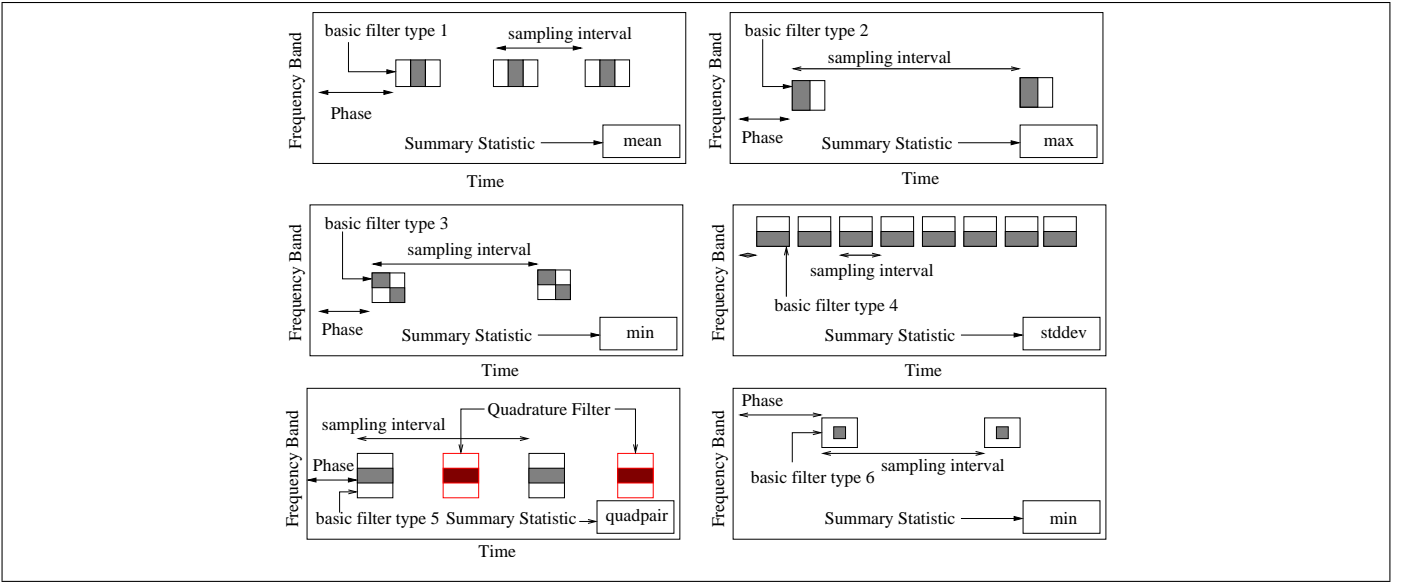 Frequency Band
basic filter type 1
sampling interval
Phase
Summary Statistic
mean
Time
Frequency Band
basic filter type 2
sampling interval
Phase
Summary Statistic
max
Time
Frequency Band
basic filter type 3
sampling interval
Phase
Summary Statistic
min
Time
Frequency Band
sampling interval
basic filter type 4
Summary Statistic
stddev
Time
Frequency Band
Quadrature Filter
sampling interval
Phase
basic filter type 5
Summary Statistic
quadpair
Time
Frequency Band
Phase
sampling interval
basic filter type 6
Summary Statistic
min